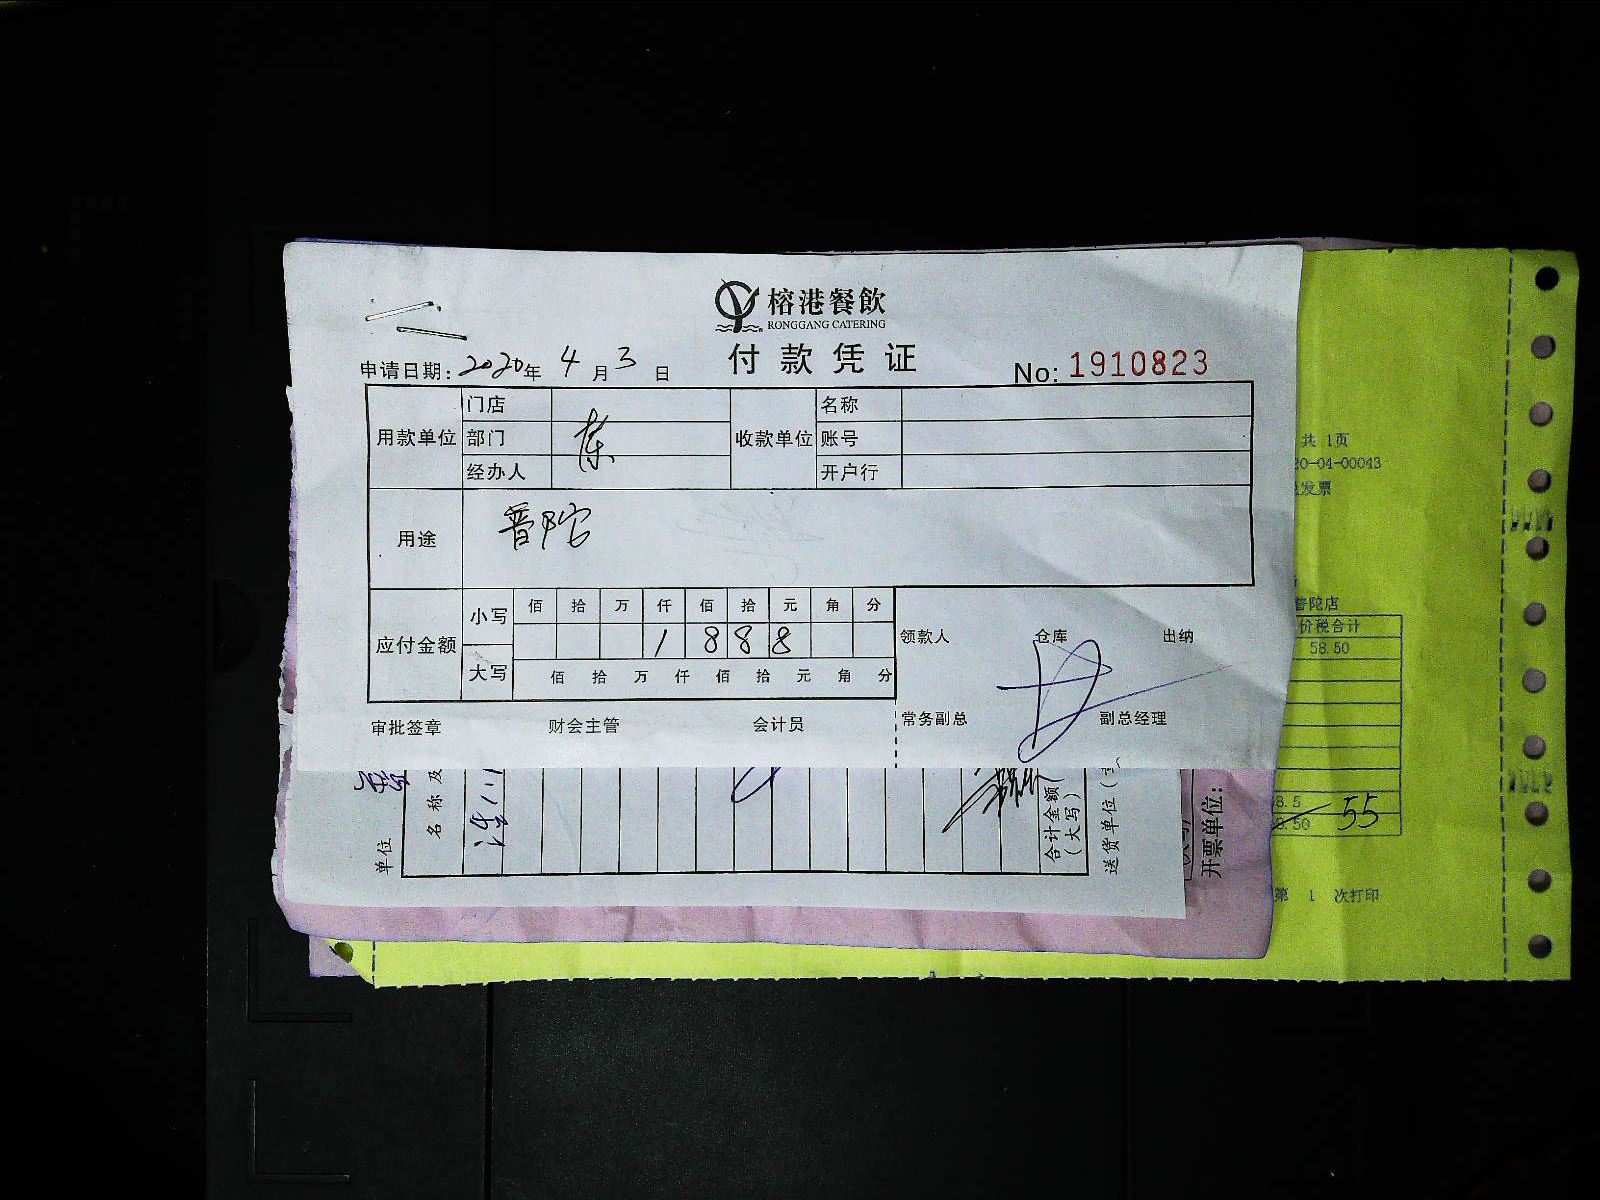 榕港餐飲
RONGGANG CATERING
付款凭证
申请日期: 2020年 4月 3日
No: 1910823
用款单位 门店 收款单位 名称
部门 账号
经办人 开户行
用途 普陀
应付金额 小写 佰 拾 万 仟 佰 拾 元 角 分
1 8 8 8
大写 佰 拾 万 仟 佰 拾 元 角 分
领款人 仓库 出纳
审批签章 财会主管 会计员 常务副总 副总经理
单位
名称及
合计金额
(大写)
送货单位(
开票单位:
共 1页
20-04-00043
发票
普陀店
价税合计
58.50
8.5
8.50 55
第 1 次打印